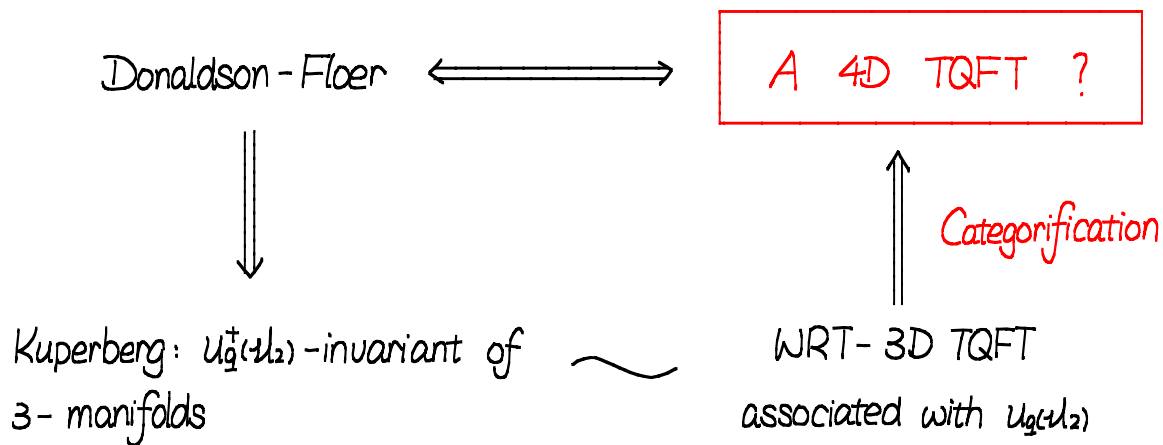 Donaldson-Floer
A 4D TQFT ?
Categorification
Kuperberg: u_q^+(sl_2)-invariant of
3-manifolds
WRT-3D TQFT
associated with u_q(sl_2)